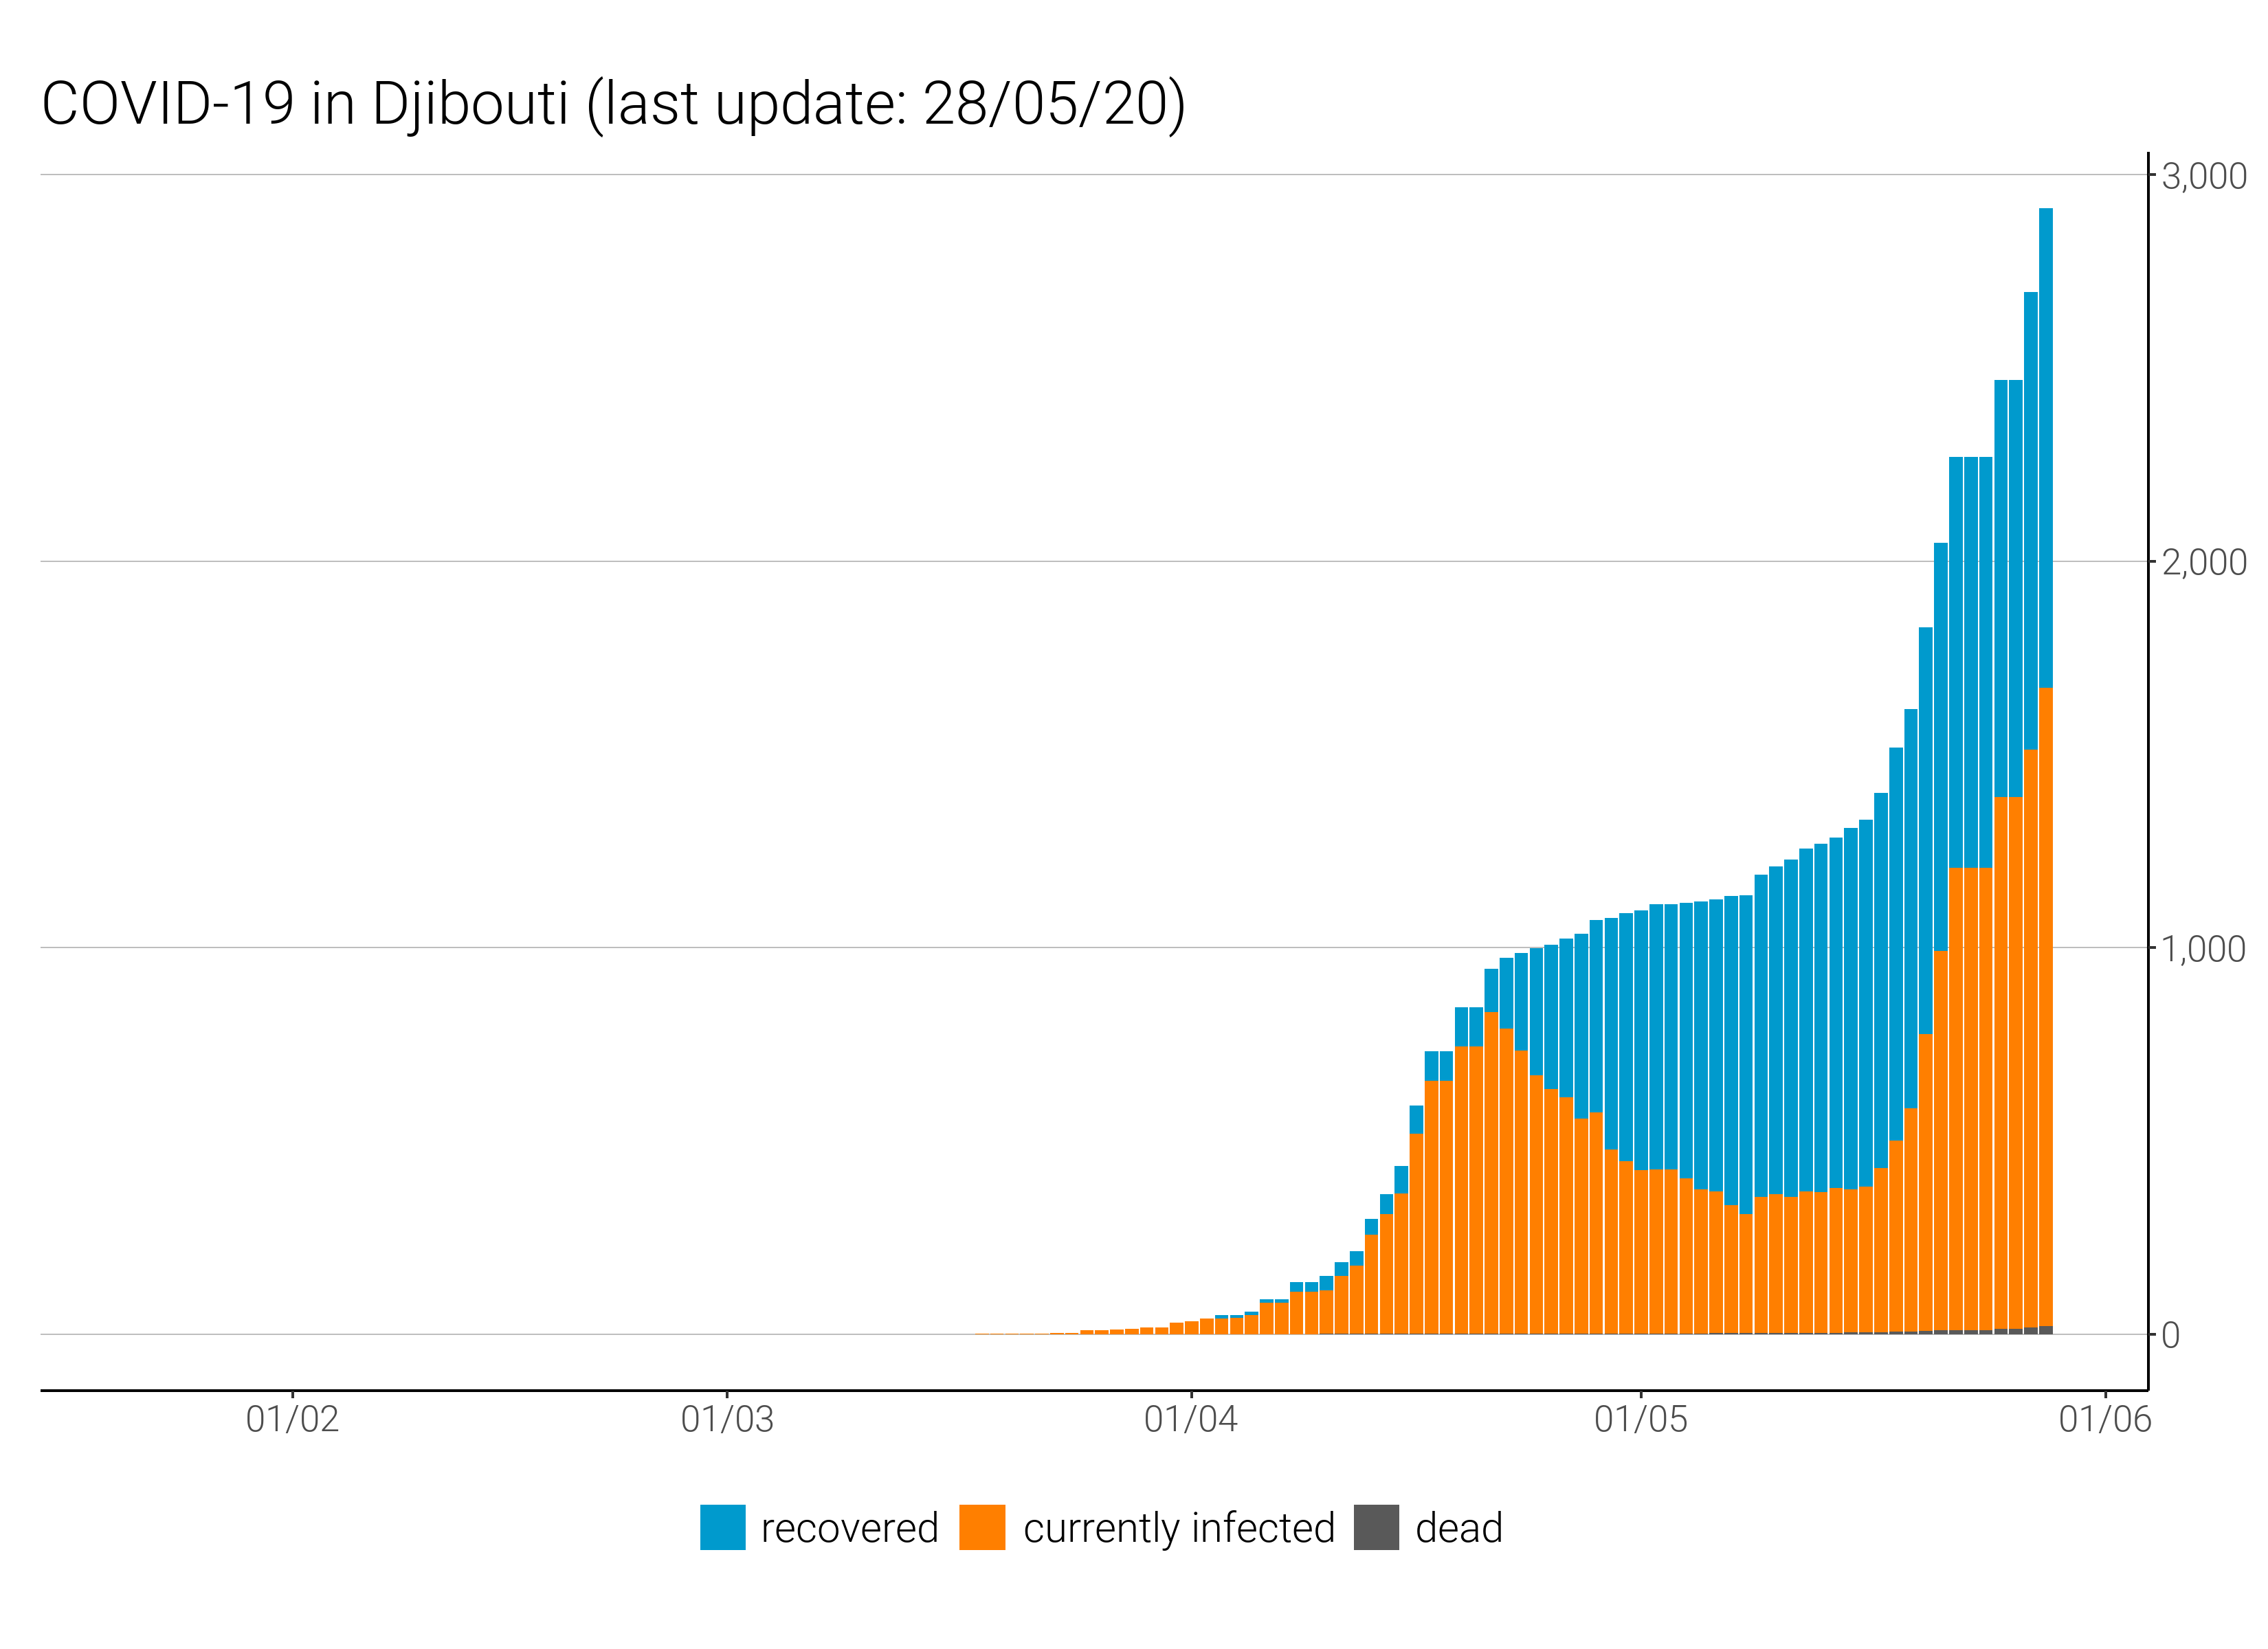 COVID-19 in Djibouti (last update: 28/05/20)
3,000
2,000
1,000
0
01/02 01/03 01/04 01/05 01/06
recovered currently infected dead